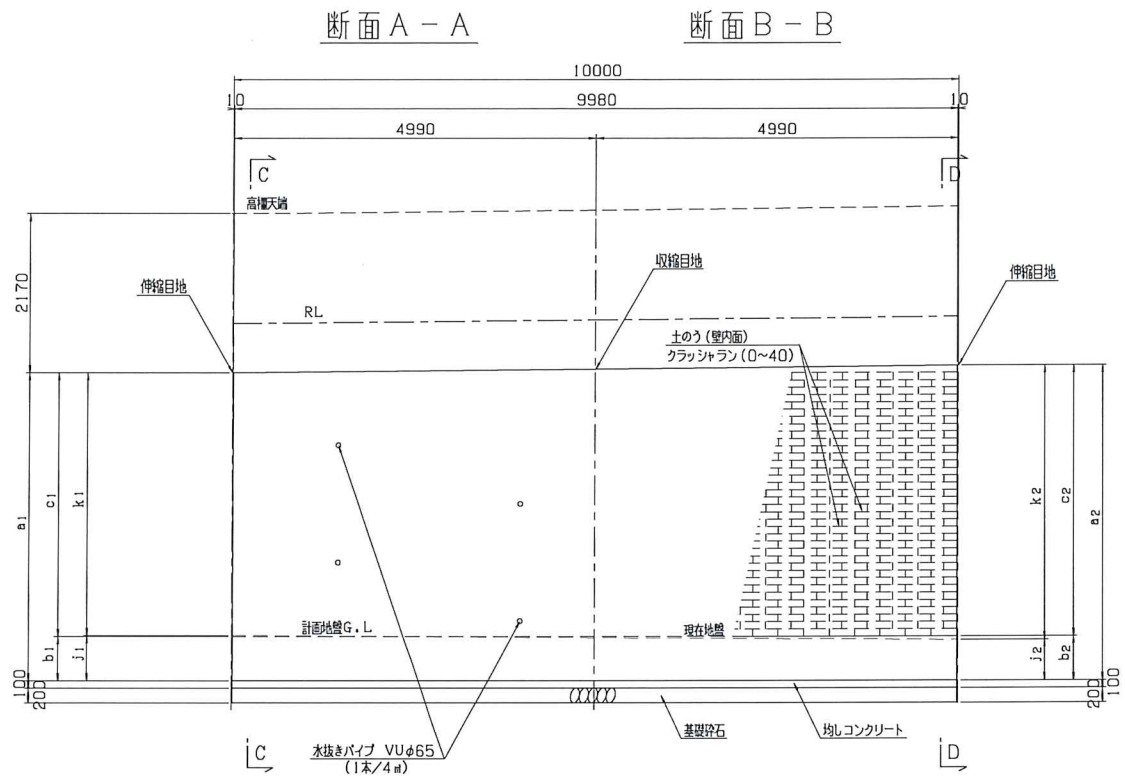 断面A-A
断面B-B
10000
10
9980
10
4990
4990
C
D
高欄天端
2170
伸縮目地
収縮目地
伸縮目地
RL
土のう(壁内面)
クラッシャラン(0~40)
a1
c1
k1
k2
c2
a2
計画地盤G.L
現在地盤
b1
j1
j2
b2
100
200
200
100
基礎砕石
均しコンクリート
水抜きパイプ VUφ65
(1本/4㎡)
C
D